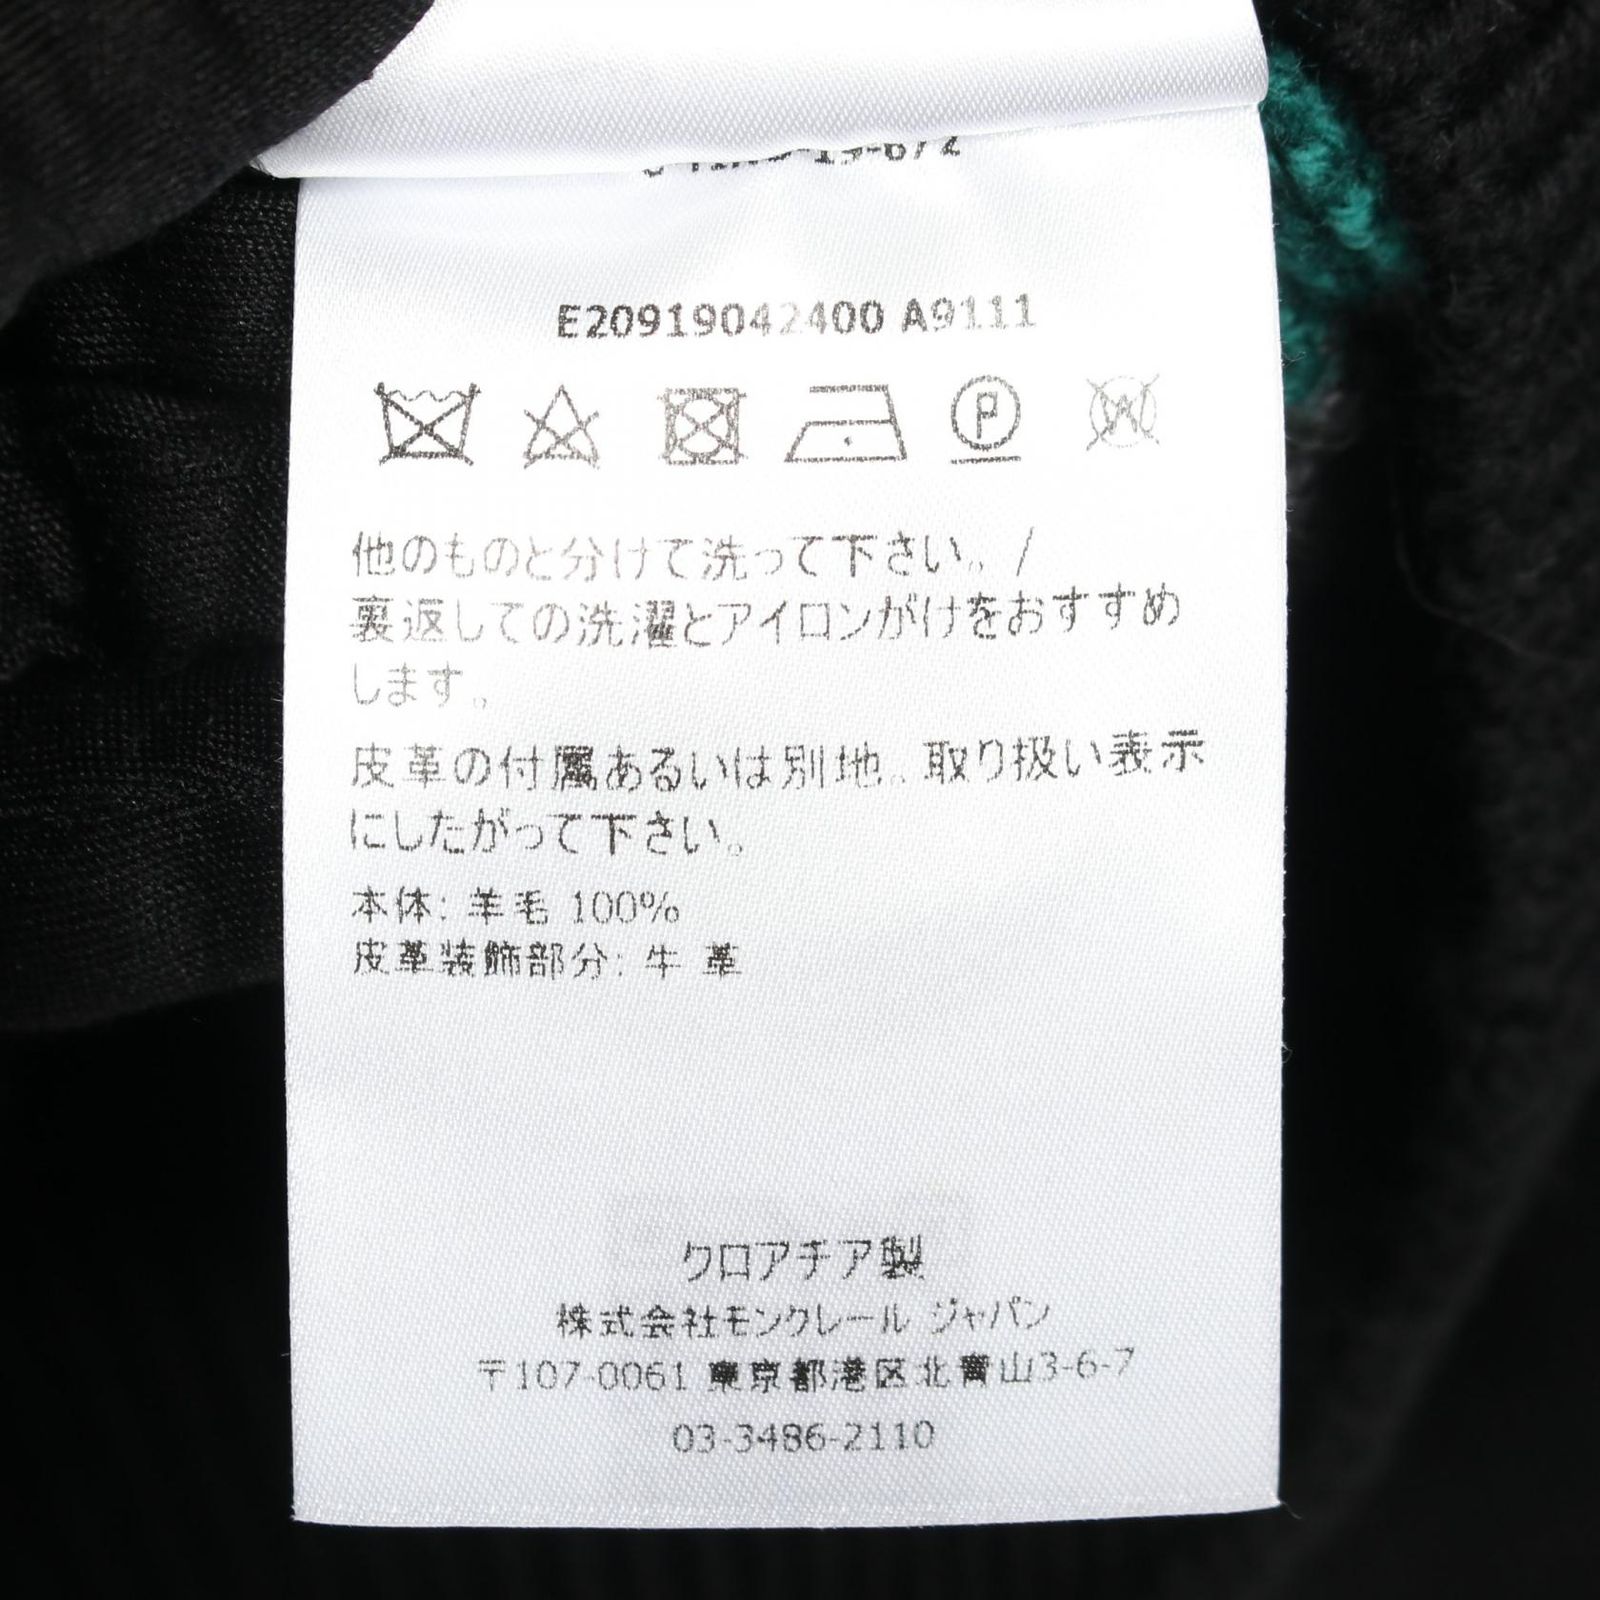 E20919042400 A9111
P
W
他のものと分けて洗って下さい。/
裏返しての洗濯とアイロンがけをおすすめ
します。
皮革の付属あるいは別地。取り扱い表示
にしたがって下さい。
本体: 羊毛 100%
皮革装飾部分: 牛 革
クロアチア製
株式会社モンクレール ジャパン
〒107-0061 東京都港区北青山3-6-7
03-3486-2110